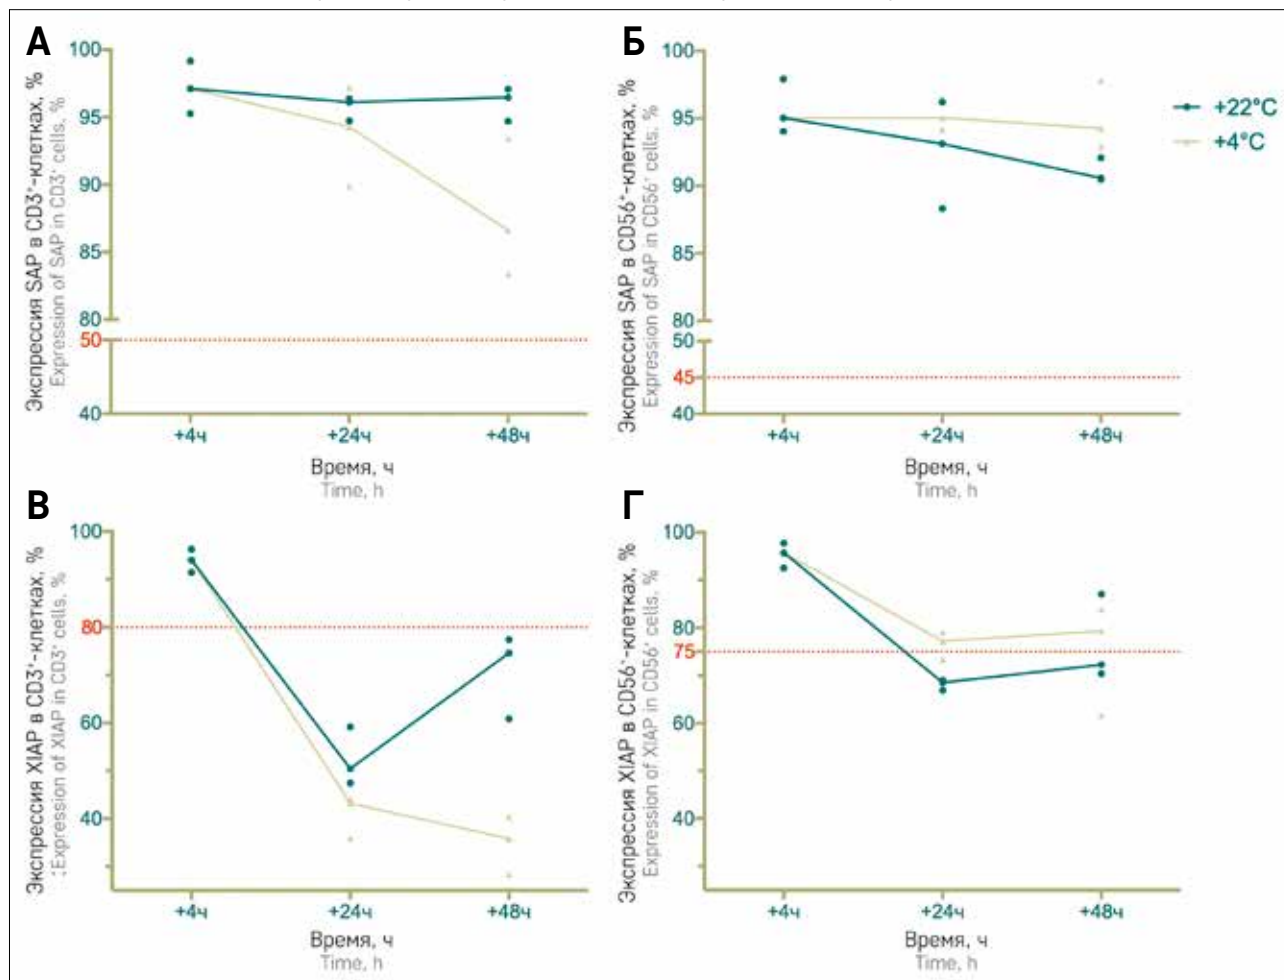 А
Экспрессия SAP в CD3⁺-клетках, %
Expression of SAP in CD3⁺ cells, %
100
95
90
85
80
50
40
+4ч
+24ч
+48ч
Время, ч
Time, h
Б
Экспрессия SAP в CD56⁺-клетках, %
Expression of SAP in CD56⁺ cells, %
100
95
90
85
80
50
45
40
+4ч
+24ч
+48ч
Время, ч
Time, h
+22°C
+4°C
В
Экспрессия XIAP в CD3⁺-клетках, %
Expression of XIAP in CD3⁺ cells, %
100
80
60
40
+4ч
+24ч
+48ч
Время, ч
Time, h
Г
Экспрессия XIAP в CD56⁺-клетках, %
Expression of XIAP in CD56⁺ cells, %
100
80
75
60
40
+4ч
+24ч
+48ч
Время, ч
Time, h